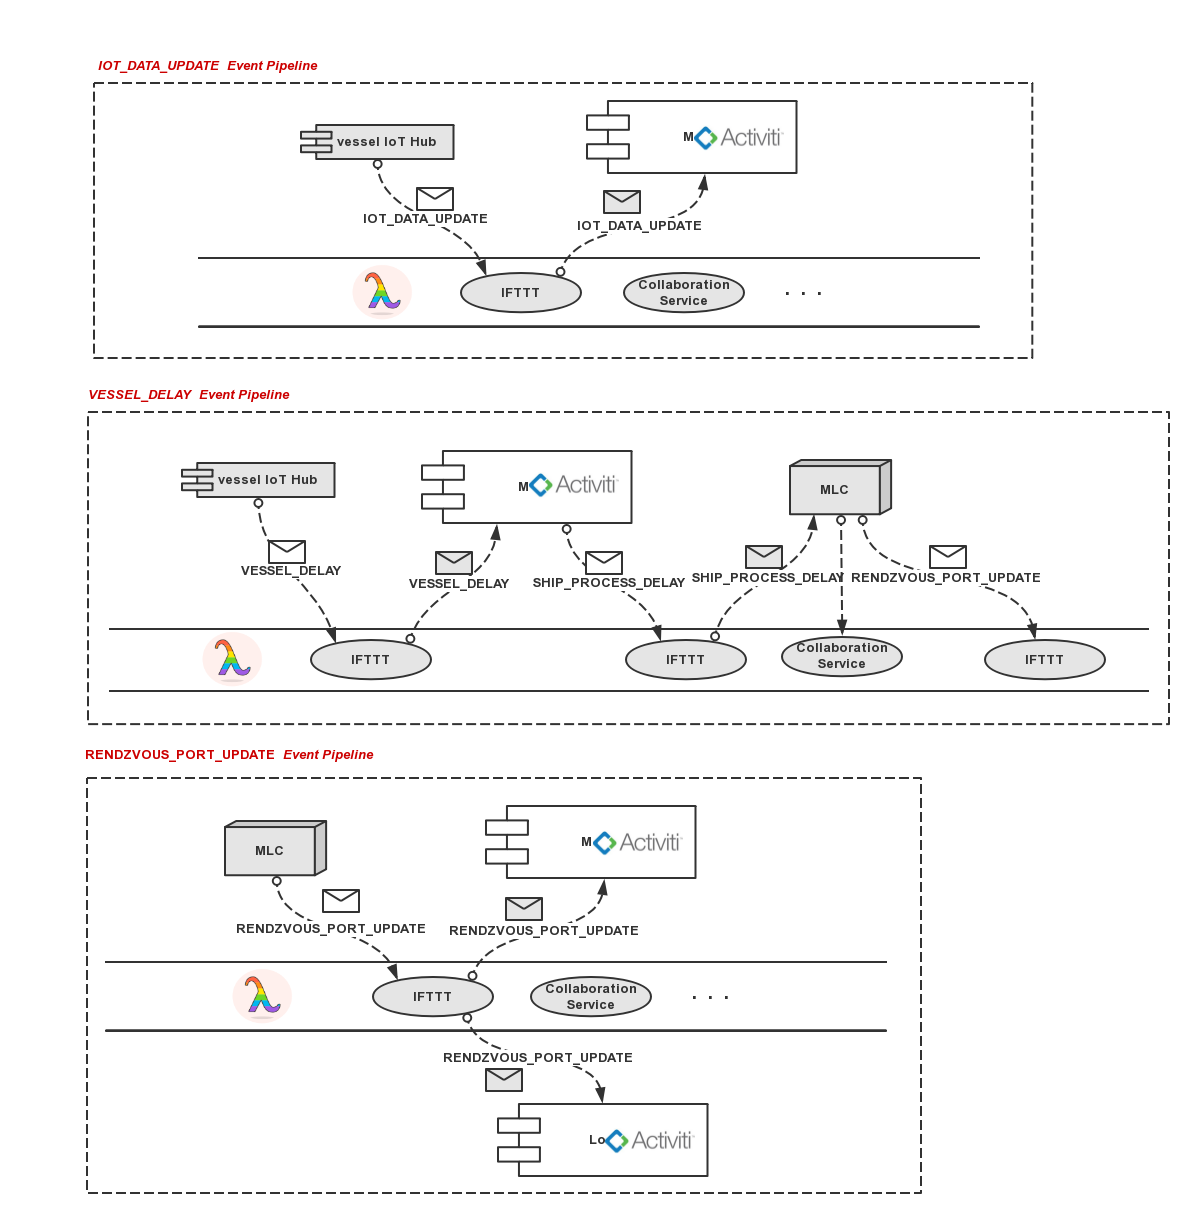 IOT_DATA_UPDATE Event Pipeline
vessel IoT Hub
M Activiti
IOT_DATA_UPDATE
IOT_DATA_UPDATE
λ
IFTTT
Collaboration
Service
. . .
VESSEL_DELAY Event Pipeline
vessel IoT Hub
M Activiti
MLC
VESSEL_DELAY
VESSEL_DELAY
SHIP_PROCESS_DELAY
SHIP_PROCESS_DELAY
RENDZVOUS_PORT_UPDATE
λ
IFTTT
IFTTT
Collaboration
Service
IFTTT
RENDZVOUS_PORT_UPDATE Event Pipeline
MLC
M Activiti
RENDZVOUS_PORT_UPDATE
RENDZVOUS_PORT_UPDATE
λ
IFTTT
Collaboration
Service
. . .
RENDZVOUS_PORT_UPDATE
Lo Activiti